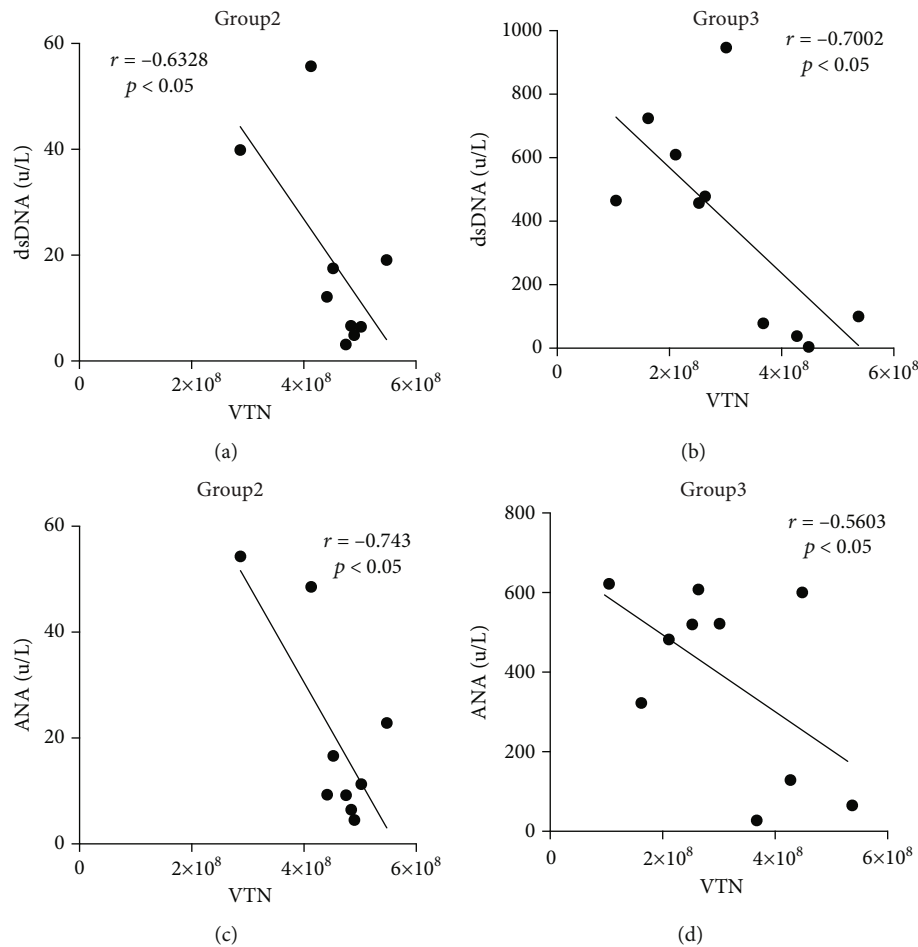 Group2
r = –0.6328
p < 0.05
60
40
20
0
dsDNA (u/L)
0
2×10⁸
4×10⁸
6×10⁸
VTN
(a)
Group3
r = –0.7002
p < 0.05
1000
800
600
400
200
0
dsDNA (u/L)
0
2×10⁸
4×10⁸
6×10⁸
VTN
(b)
Group2
r = –0.743
p < 0.05
60
40
20
0
ANA (u/L)
0
2×10⁸
4×10⁸
6×10⁸
VTN
(c)
Group3
r = –0.5603
p < 0.05
800
600
400
200
0
ANA (u/L)
0
2×10⁸
4×10⁸
6×10⁸
VTN
(d)